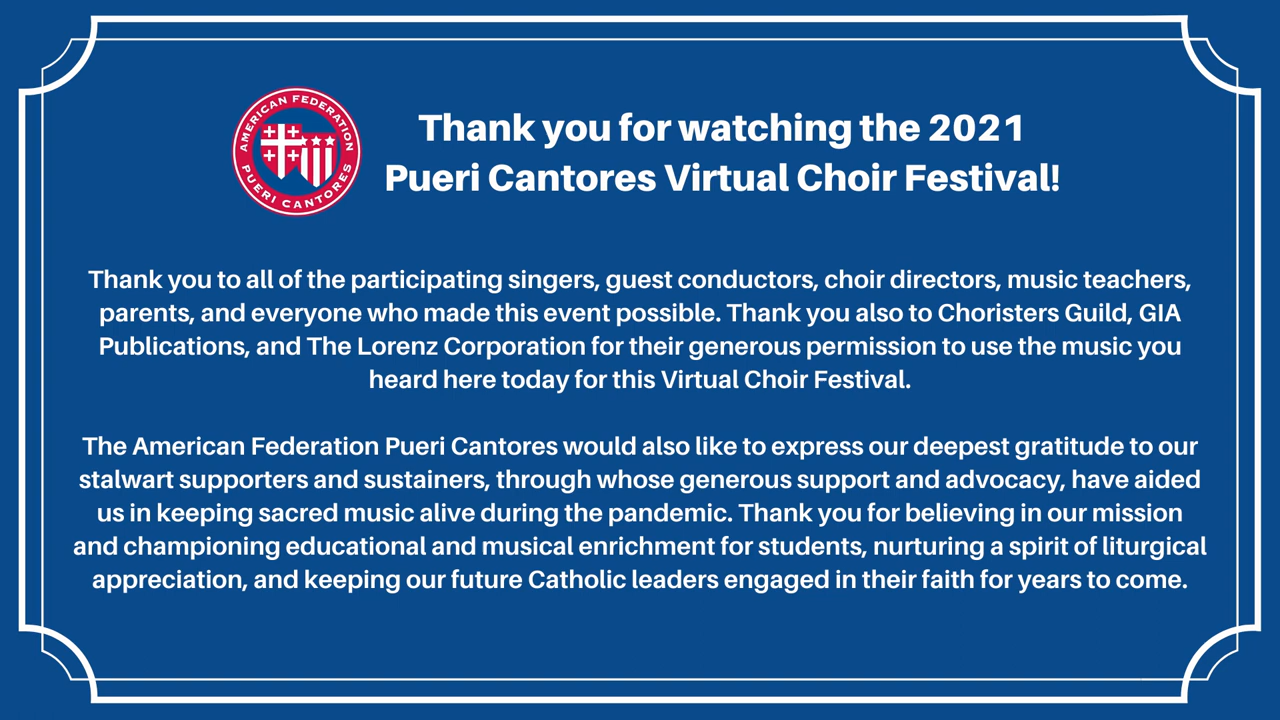 AMERICAN FEDERATION
PUERI CANTORES
Thank you for watching the 2021
Pueri Cantores Virtual Choir Festival!
Thank you to all of the participating singers, guest conductors, choir directors, music teachers,
parents, and everyone who made this event possible. Thank you also to Choristers Guild, GIA
Publications, and The Lorenz Corporation for their generous permission to use the music you
heard here today for this Virtual Choir Festival.
The American Federation Pueri Cantores would also like to express our deepest gratitude to our
stalwart supporters and sustainers, through whose generous support and advocacy, have aided
us in keeping sacred music alive during the pandemic. Thank you for believing in our mission
and championing educational and musical enrichment for students, nurturing a spirit of liturgical
appreciation, and keeping our future Catholic leaders engaged in their faith for years to come.